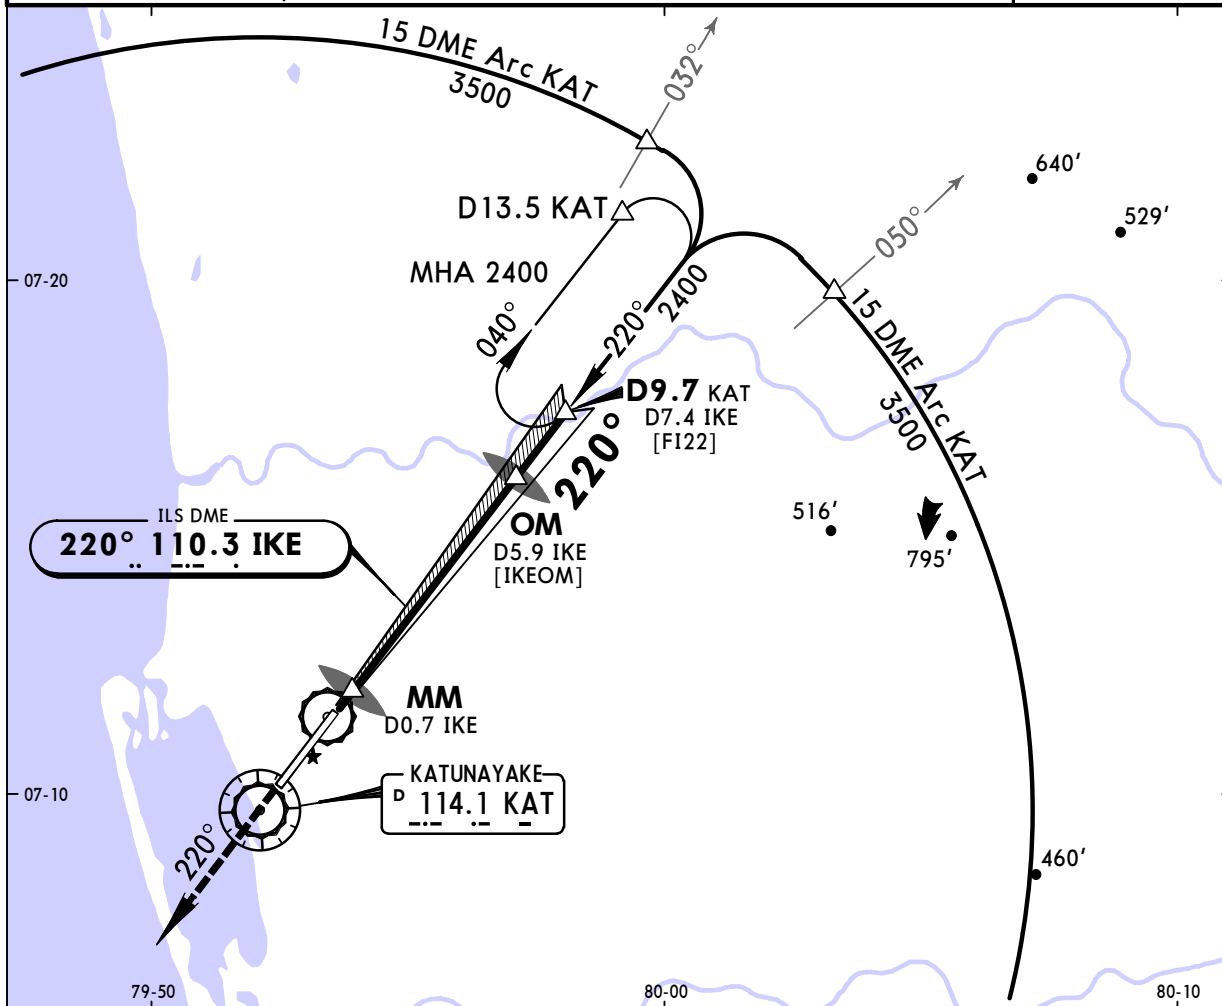 15 DME Arc KAT
3500
032°
640'
529'
D13.5 KAT
050°
MHA 2400
07-20
2400
220°
040°
15 DME Arc KAT
3500
D9.7 KAT
D7.4 IKE
[FI22]
220°
ILS DME
220° 110.3 IKE
OM
D5.9 IKE
[IKEOM]
516'
795'
MM
D0.7 IKE
KATUNAYAKE
D 114.1 KAT
07-10
220°
460'
79-50
80-00
80-10